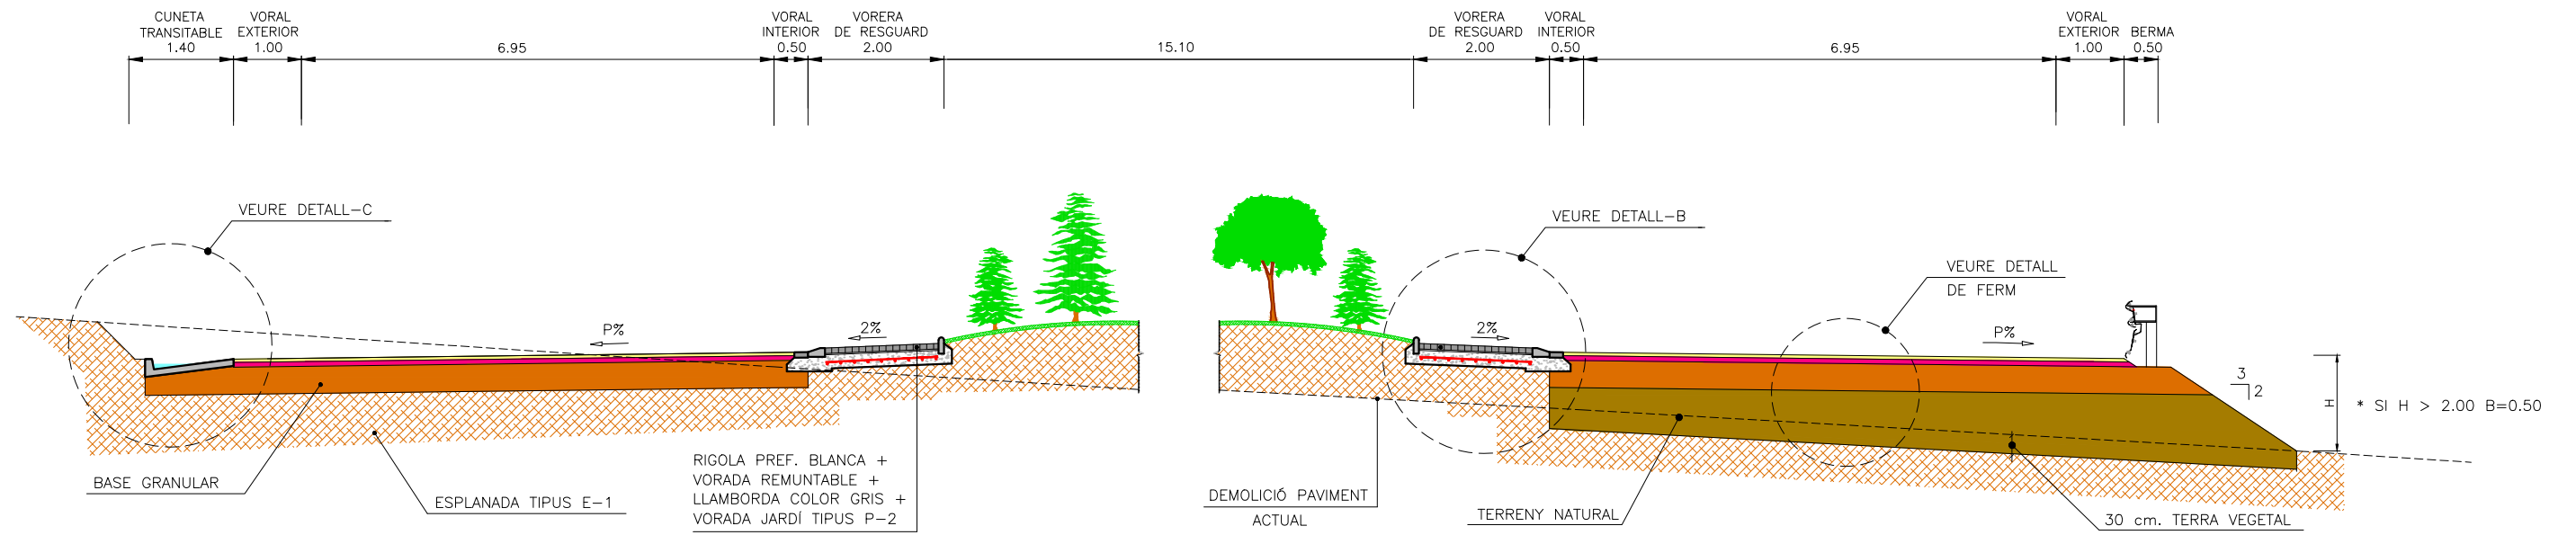 CUNETA
TRANSITABLE
1.40
VORAL
EXTERIOR
1.00
6.95
VORAL
INTERIOR
0.50
VORERA
DE RESGUARD
2.00
15.10
VORERA
DE RESGUARD
2.00
VORAL
INTERIOR
0.50
6.95
VORAL
EXTERIOR
1.00
BERMA
0.50
VEURE DETALL-C
VEURE DETALL-B
VEURE DETALL
DE FERM
P%
2%
2%
P%
3
2
H
* SI H > 2.00 B=0.50
BASE GRANULAR
ESPLANADA TIPUS E-1
RIGOLA PREF. BLANCA +
VORADA REMUNTABLE +
LLAMBORDA COLOR GRIS +
VORADA JARDÍ TIPUS P-2
DEMOLICIÓ PAVIMENT
ACTUAL
TERRENY NATURAL
30 cm. TERRA VEGETAL